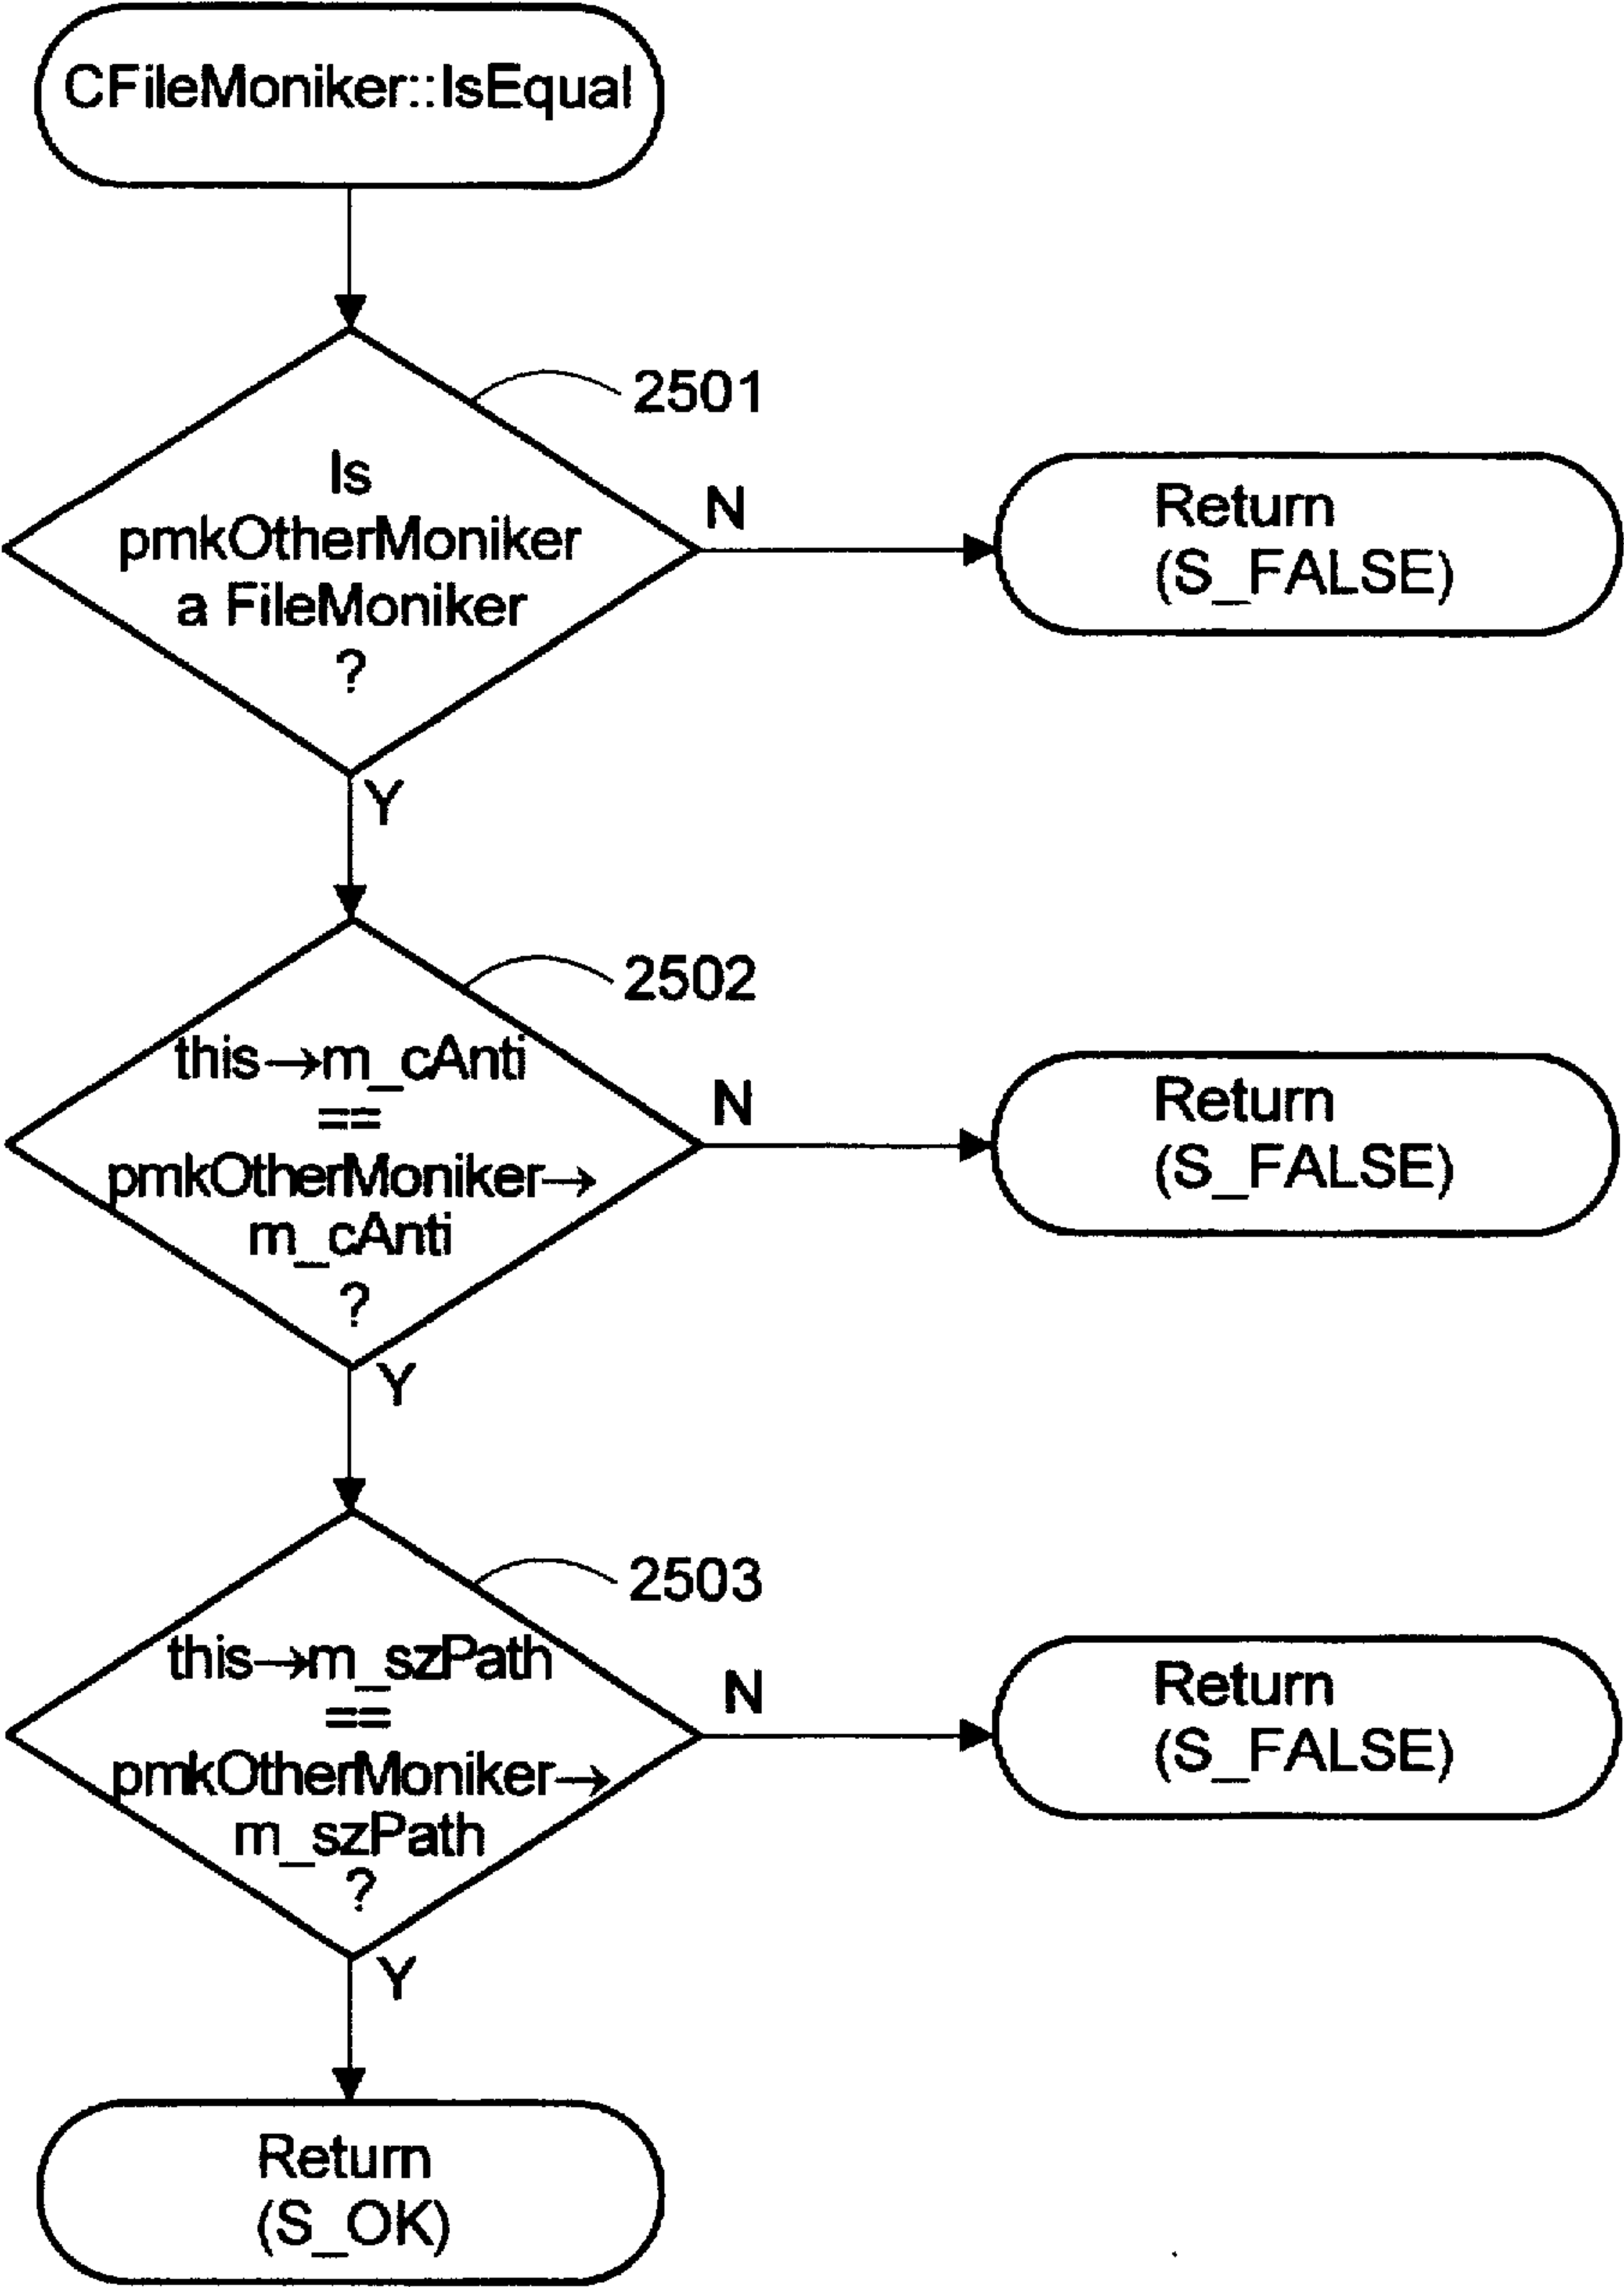 CFileMoniker::IsEqual
2501
Is
pmkOtherMoniker
a FileMoniker
?
N
Return
(S_FALSE)
Y
2502
this→m_cAnti
==
pmkOtherMoniker→
m_cAnti
?
N
Return
(S_FALSE)
Y
2503
this→m_szPath
==
pmkOtherMoniker→
m_szPath
?
N
Return
(S_FALSE)
Y
Return
(S_OK)